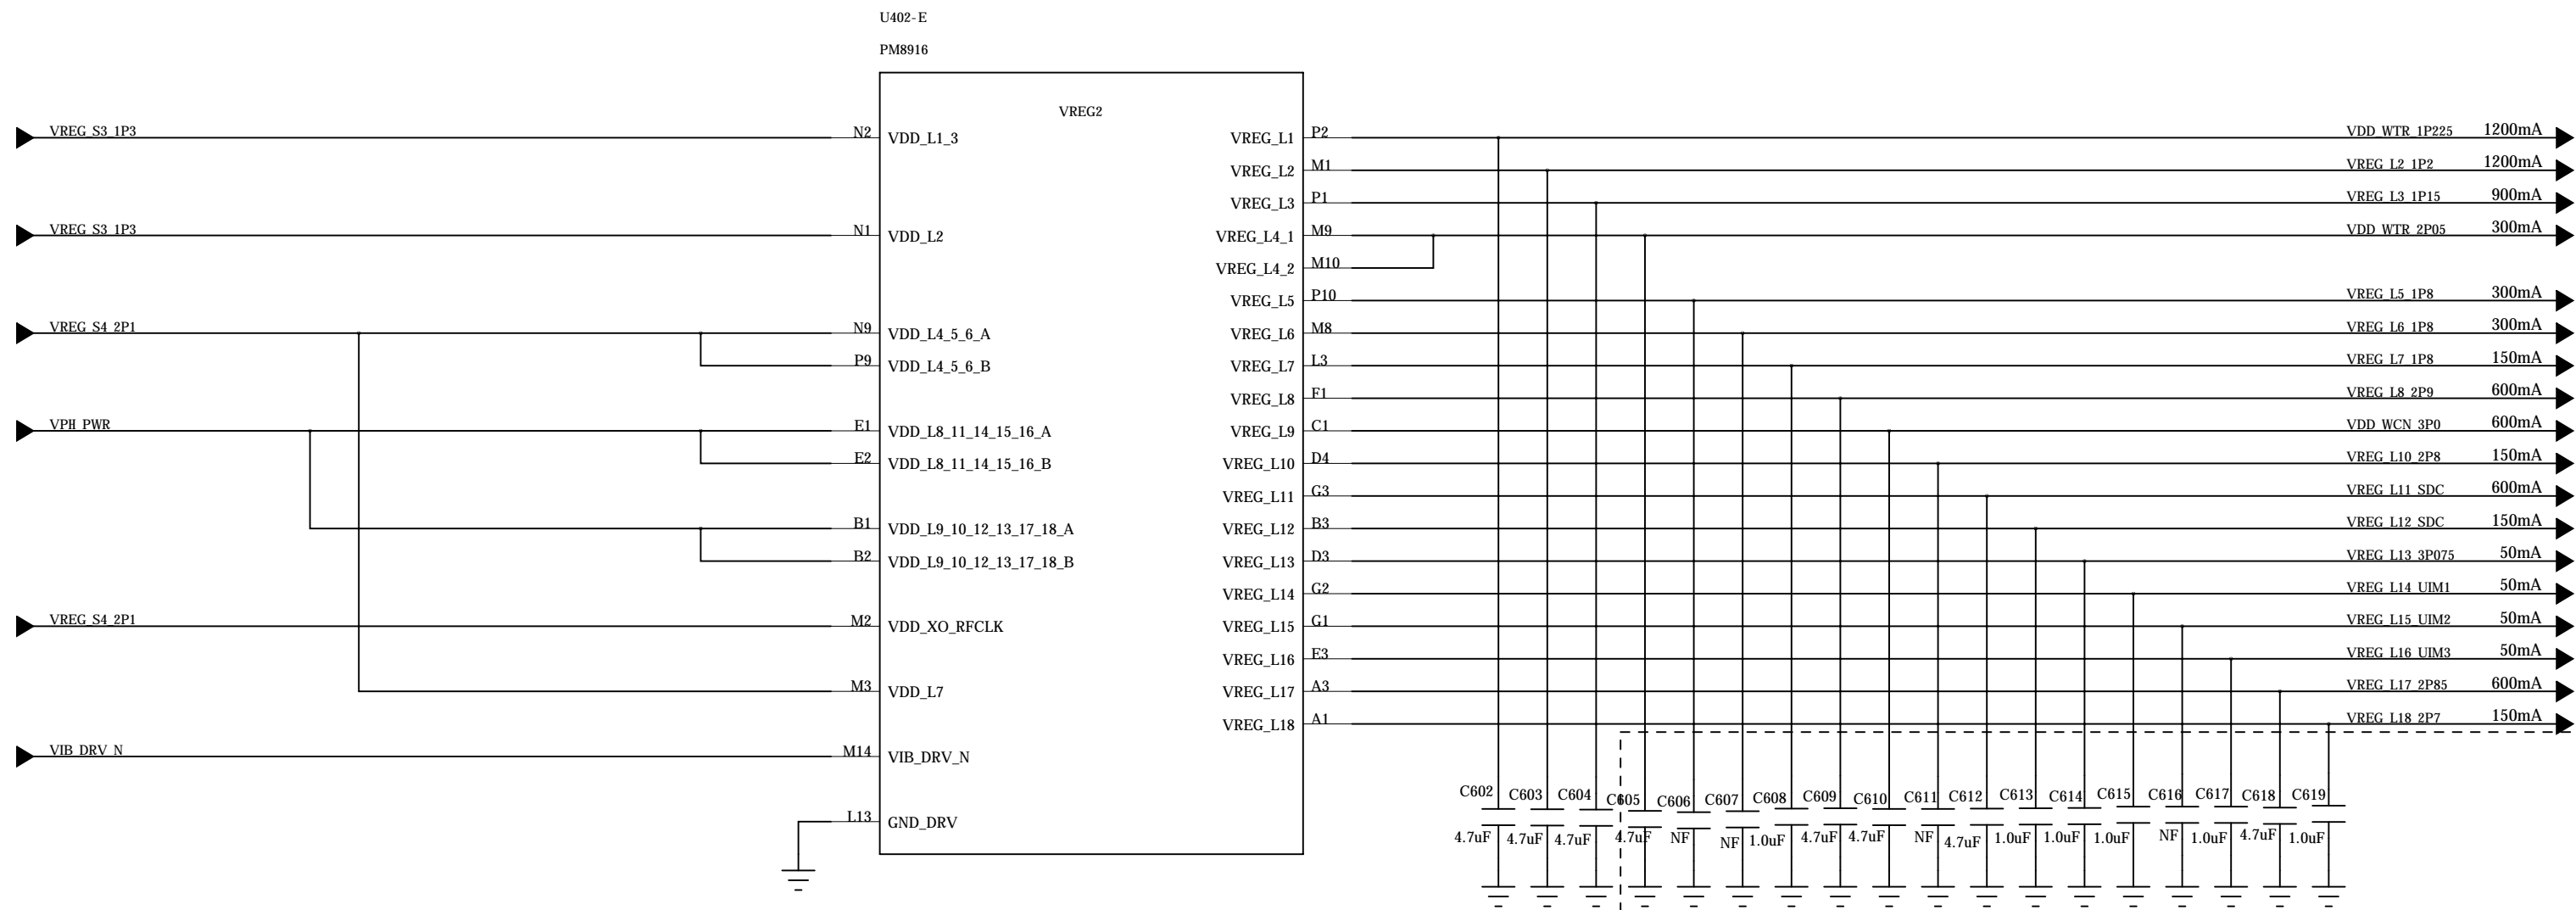 U402-E
PM8916
VREG2
VREG_S3_1P3 N2 VDD_L1_3 VREG_L1 P2 VDD_WTR_1P225 1200mA
VREG_L2 M1 VREG_L2_1P2 1200mA
VREG_L3 P1 VREG_L3_1P15 900mA
VREG_S3_1P3 N1 VDD_L2 VREG_L4_1 M9 VDD_WTR_2P05 300mA
VREG_L4_2 M10
VREG_L5 P10 VREG_L5_1P8 300mA
VREG_S4_2P1 N9 VDD_L4_5_6_A VREG_L6 M8 VREG_L6_1P8 300mA
P9 VDD_L4_5_6_B VREG_L7 L3 VREG_L7_1P8 150mA
VREG_L8 F1 VREG_L8_2P9 600mA
VPH_PWR E1 VDD_L8_11_14_15_16_A VREG_L9 C1 VDD_WCN_3P0 600mA
E2 VDD_L8_11_14_15_16_B VREG_L10 D4 VREG_L10_2P8 150mA
VREG_L11 G3 VREG_L11_SDC 600mA
B1 VDD_L9_10_12_13_17_18_A VREG_L12 B3 VREG_L12_SDC 150mA
B2 VDD_L9_10_12_13_17_18_B VREG_L13 D3 VREG_L13_3P075 50mA
VREG_L14 G2 VREG_L14_UIM1 50mA
VREG_S4_2P1 M2 VDD_XO_RFCLK VREG_L15 G1 VREG_L15_UIM2 50mA
VREG_L16 E3 VREG_L16_UIM3 50mA
M3 VDD_L7 VREG_L17 A3 VREG_L17_2P85 600mA
VREG_L18 A1 VREG_L18_2P7 150mA
VIB_DRV_N M14 VIB_DRV_N
L13 GND_DRV
C602 C603 C604 C605 C606 C607 C608 C609 C610 C611 C612 C613 C614 C615 C616 C617 C618 C619
4.7uF 4.7uF 4.7uF 4.7uF NF NF 1.0uF 4.7uF 4.7uF NF 4.7uF 1.0uF 1.0uF 1.0uF NF 1.0uF 4.7uF 1.0uF